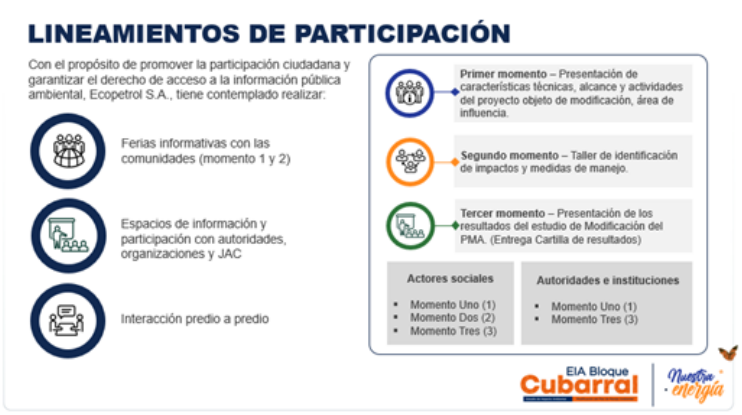 LINEAMIENTOS DE PARTICIPACIÓN
Con el propósito de promover la participación ciudadana y
garantizar el derecho de acceso a la información pública
ambiental, Ecopetrol S.A., tiene contemplado realizar:
Ferias informativas con las
comunidades (momento 1 y 2)
Espacios de información y
participación con autoridades,
organizaciones y JAC
Interacción predio a predio
Primer momento – Presentación de
características técnicas, alcance y actividades
del proyecto objeto de modificación, área de
influencia.
Segundo momento – Taller de identificación
de impactos y medidas de manejo.
Tercer momento – Presentación de los
resultados del estudio de Modificación del
PMA. (Entrega Cartilla de resultados)
Actores sociales
▪ Momento Uno (1)
▪ Momento Dos (2)
▪ Momento Tres (3)
Autoridades e instituciones
▪ Momento Uno (1)
▪ Momento Tres (3)
EIA Bloque
Cubarral
Nuestra
energía